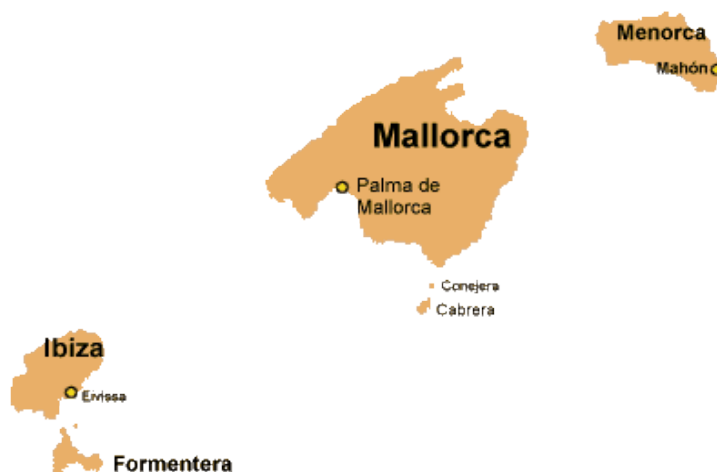 Menorca
Mahón
Mallorca
Palma de
Mallorca
Conejera
Cabrera
Ibiza
Eivissa
Formentera